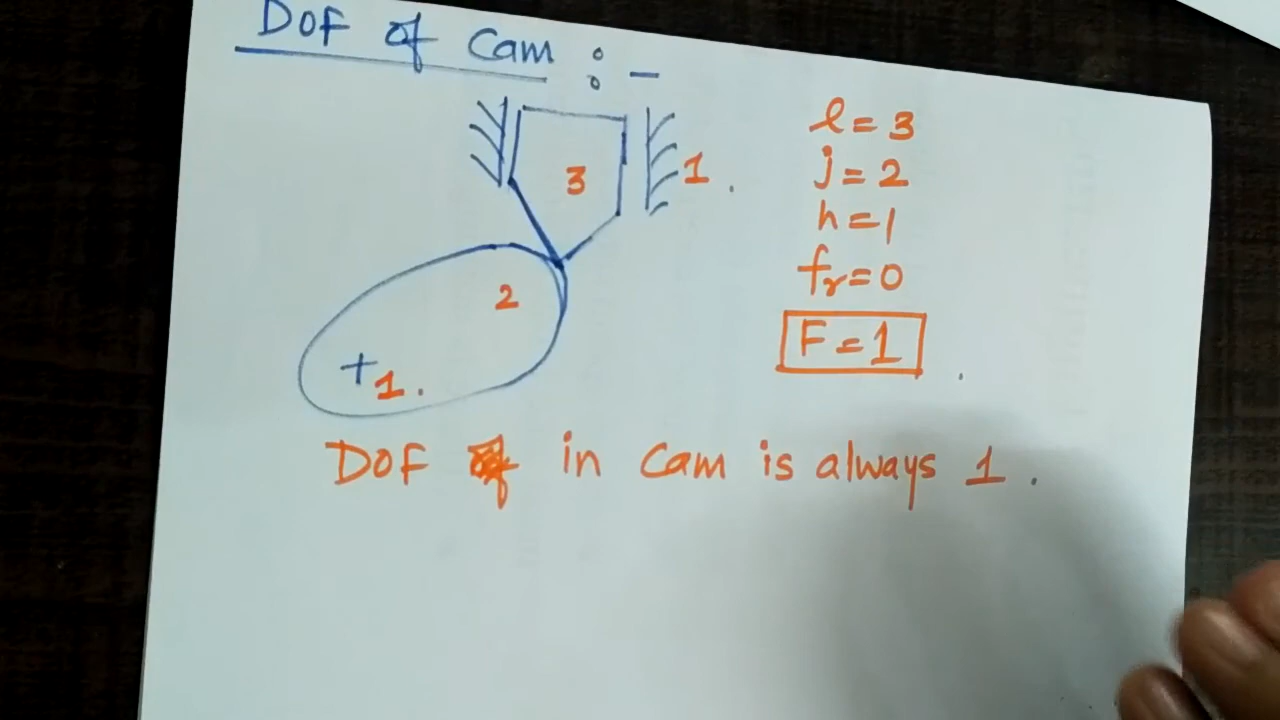 DOF of Cam :-
3
1.
2
1.
l = 3
j = 2
h = 1
fr = 0
F = 1
DOF in Cam is always 1.